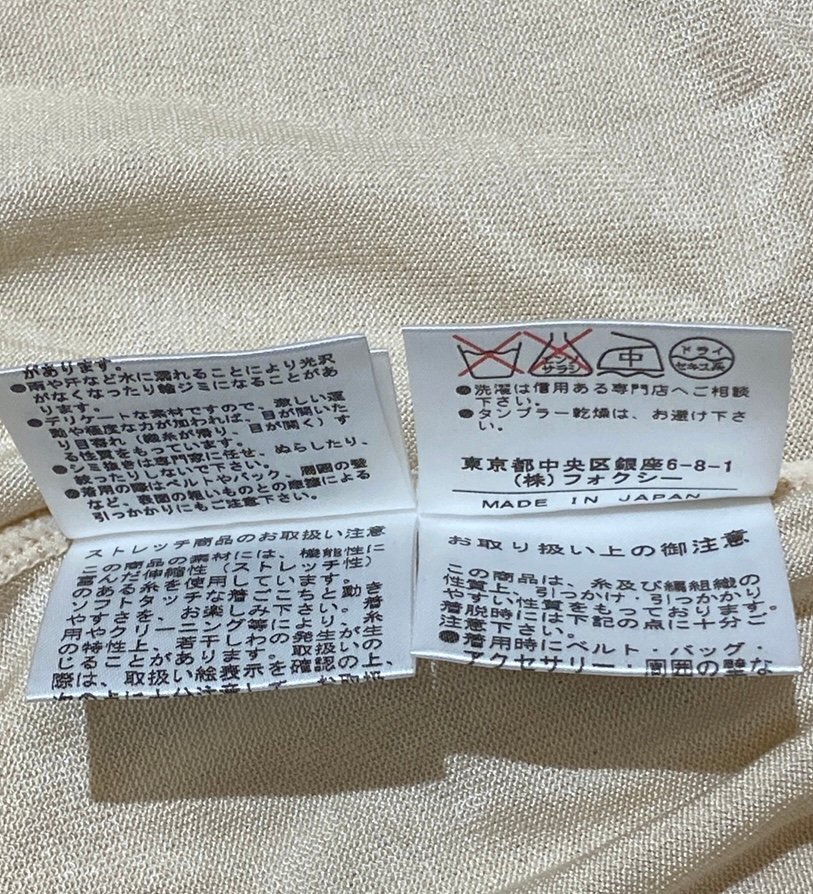 があります。
●雨や汗など水に濡れることにより光沢
がなくなったり輪ジミになることがあ
ります。
●デリケートな素材ですので、激しい運
動や極度な力が加われば、目が開いた
り目寄れ（編糸が滑り、目が開く）す
る性質をもっています。
●シミ抜きは専門家に任せ、ぬらしたり、
絞ったりしないで下さい。
●着用の際はベルトやバック、周囲の壁
など、表面の粗いものとの摩擦による
引っかかりにもご注意下さい。
ストレッチ商品のお取扱い注意
この商品の素材には、機能性に
富んだ伸縮性（ストレッチ性）
のある糸を使用しています。
ソフトタッチな着ごこちと動き
やすさを、お楽しみ下さい。着
用やクリーニング等により、糸
の特性上、若干しわの発生が生
じることがあります。取扱いの
際は、取扱い絵表示を確認の上、
サラシ
中
ドライ
セキユ系
●洗濯は信用ある専門店へご相談
下さい。
●タンブラー乾燥は、お避け下さ
い。
東京都中央区銀座6-8-1
(株)フォクシー
MADE IN JAPAN
お取り扱い上の御注意
この商品は、糸及び編組織の
性質上、引っかけ・引っかかり
やすい性質をもっております。
着脱時には下記の点に十分ご
注意下さい。
●着用時にベルト・バッグ・
アクセサリー・周囲の壁な